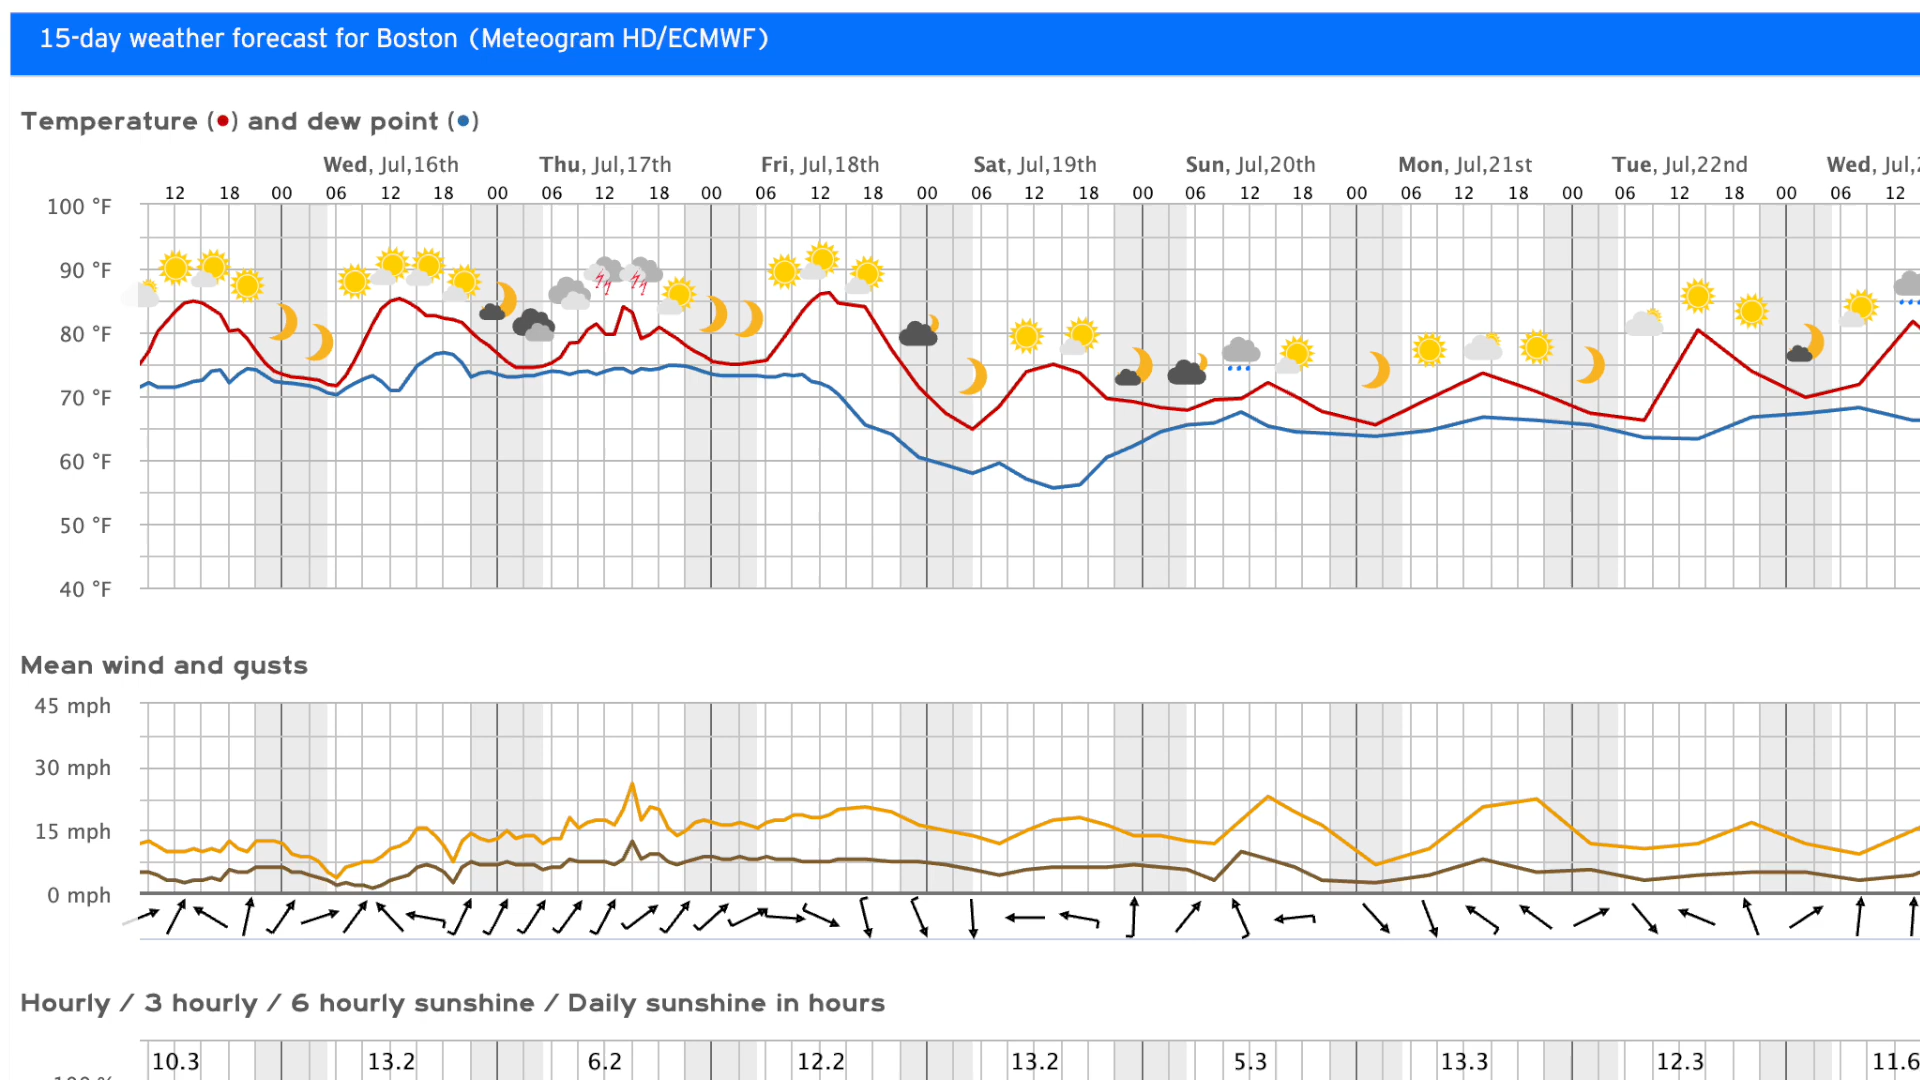 15-day weather forecast for Boston (Meteogram HD/ECMWF)
Temperature (●) and dew point (●)
Wed, Jul,16th Thu, Jul,17th Fri, Jul,18th Sat, Jul,19th Sun, Jul,20th Mon, Jul,21st Tue, Jul,22nd Wed, Jul,
12 18 00 06 12 18 00 06 12 18 00 06 12 18 00 06 12 18 00 06 12 18 00 06 12 18 00 06 12 18 00 06 12
100 °F
90 °F
80 °F
70 °F
60 °F
50 °F
40 °F
Mean wind and gusts
45 mph
30 mph
15 mph
0 mph
Hourly / 3 hourly / 6 hourly sunshine / Daily sunshine in hours
10.3 13.2 6.2 12.2 13.2 5.3 13.3 12.3 11.6